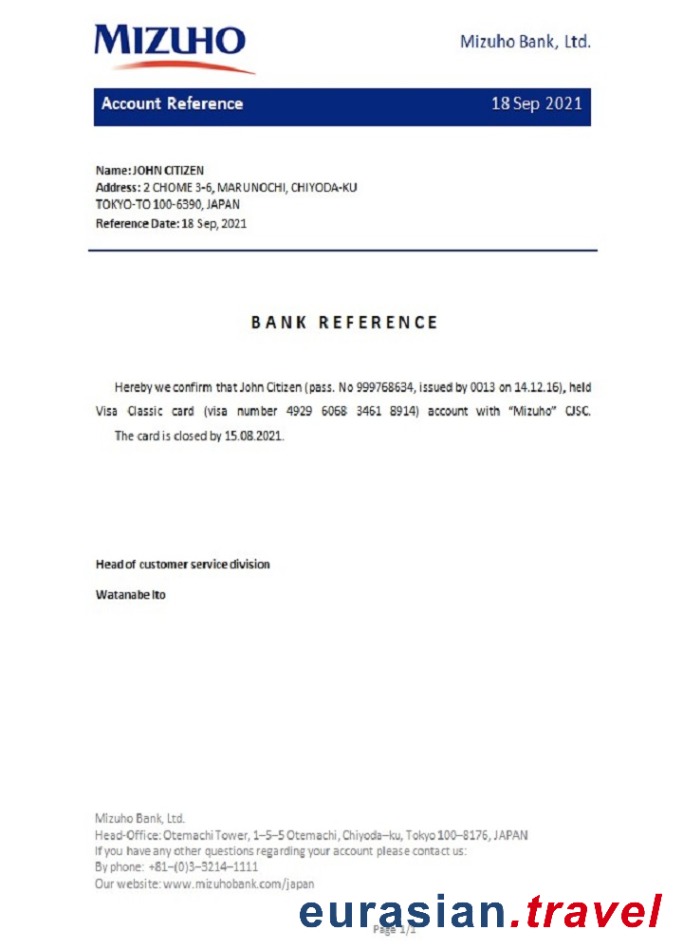 MIZUHO
Mizuho Bank, Ltd.
Account Reference
18 Sep 2021
Name: JOHN CITIZEN
Address: 2 CHOME 3-6, MARUNOCHI, CHIYODA-KU
TOKYO-TO 100-6390, JAPAN
Reference Date: 18 Sep, 2021
BANK REFERENCE
Hereby we confirm that John Citizen (pass. No 999768634, issued by 0013 on 14.12.16), held
Visa Classic card (visa number 4929 6068 3461 8914) account with "Mizuho" CJSC.
The card is closed by 15.08.2021.
Head of customer service division
Watanabe Ito
Mizuho Bank, Ltd.
Head-Office: Otemachi Tower, 1–5–5 Otemachi, Chiyoda–ku, Tokyo 100–8176, JAPAN
If you have any other questions regarding your account please contact us:
By phone: +81–(0)3–3214–1111
Our website: www.mizuhobank.com/japan
eurasian.travel
Page 1/1